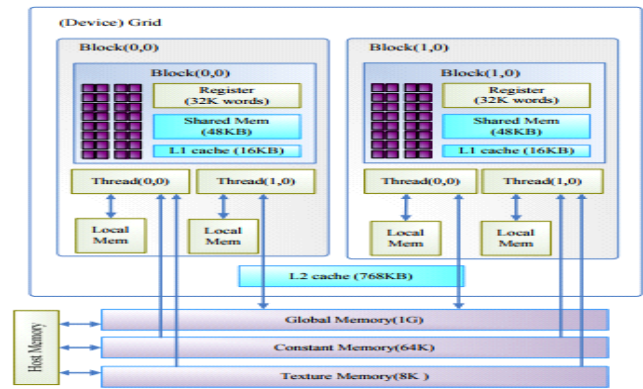 (Device) Grid
Block(0,0)
Block(0,0)
Register
(32K words)
Shared Mem
(48KB)
L1 cache (16KB)
Thread(0,0)
Thread(1,0)
Local
Mem
Local
Mem
Block(1,0)
Block(1,0)
Register
(32K words)
Shared Mem
(48KB)
L1 cache (16KB)
Thread(0,0)
Thread(1,0)
Local
Mem
Local
Mem
L2 cache (768KB)
Host Memory
Global Memory(1G)
Constant Memory(64K)
Texture Memory(8K )